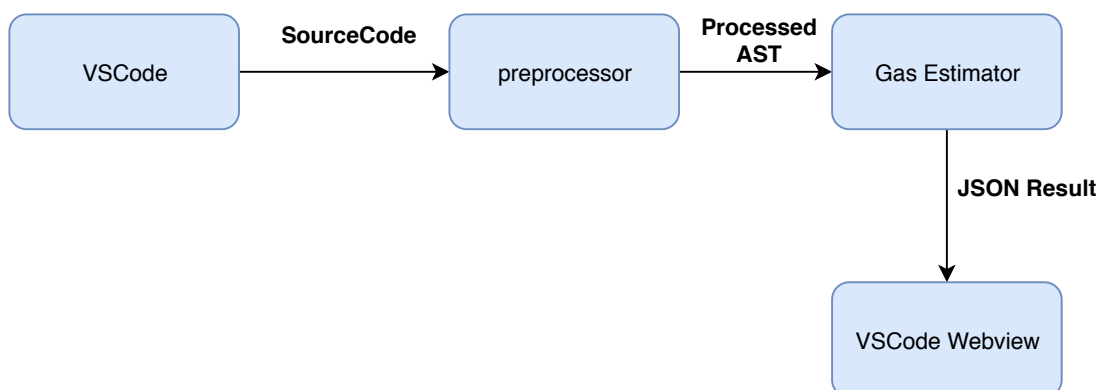 VSCode
SourceCode
preprocessor
Processed
AST
Gas Estimator
JSON Result
VSCode Webview